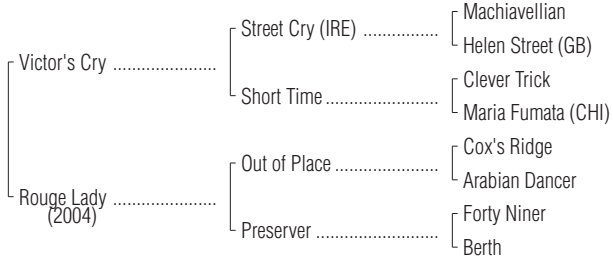 Machiavellian
Street Cry (IRE) ................
Helen Street (GB)
Victor's Cry ......................
Clever Trick
Short Time........................
Maria Fumata (CHI)
Cox's Ridge
Out of Place ......................
Arabian Dancer
Rouge Lady ......................
(2004)
Forty Niner
Preserver ..........................
Berth